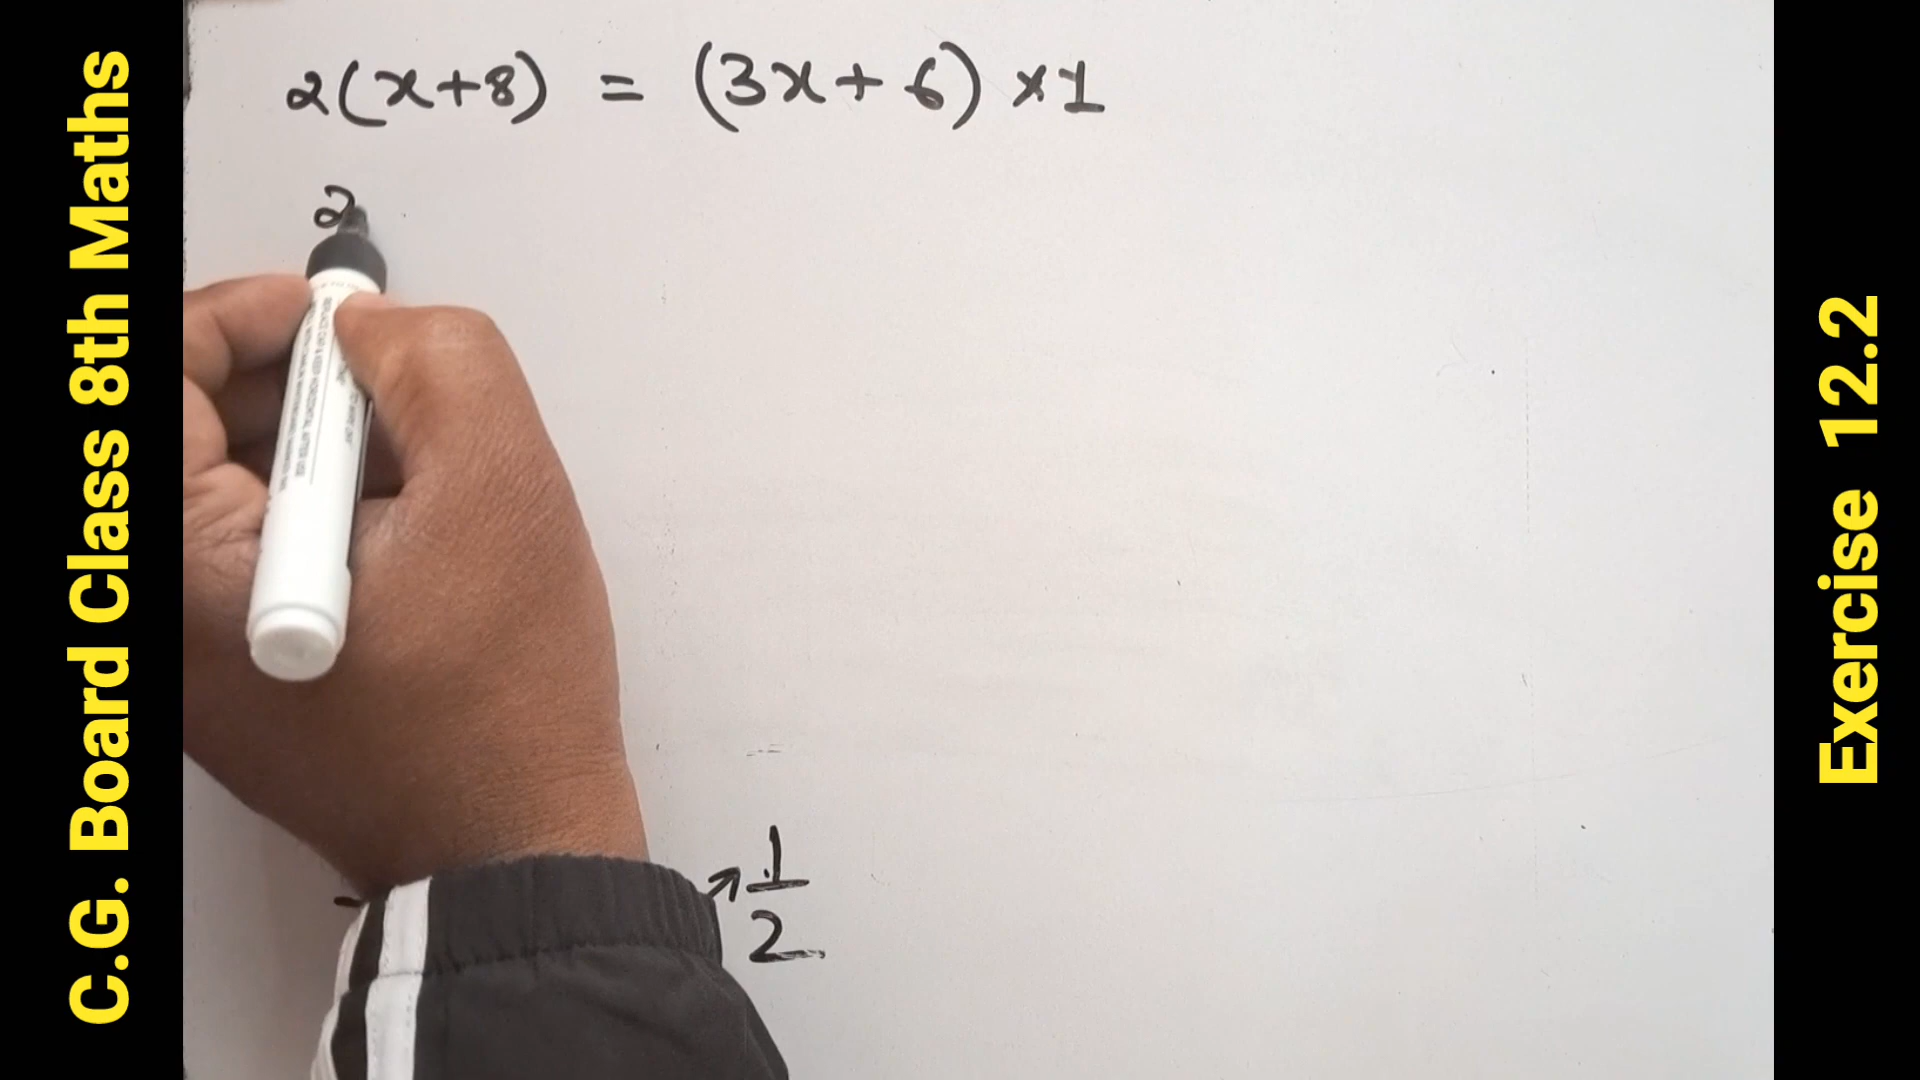 C.G. Board Class 8th Maths
2(x+8) = (3x+6)×1
2
1
2
Exercise 12.2